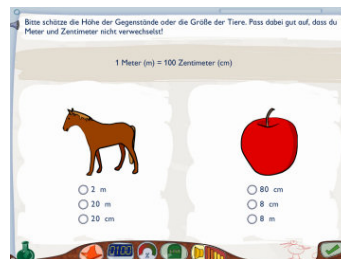 Bitte schätze die Höhe der Gegenstände oder die Größe der Tiere. Pass dabei gut auf, dass du
Meter und Zentimeter nicht verwechselst!
1 Meter (m) = 100 Zentimeter (cm)
2 m
20 m
20 cm
80 cm
8 cm
8 m